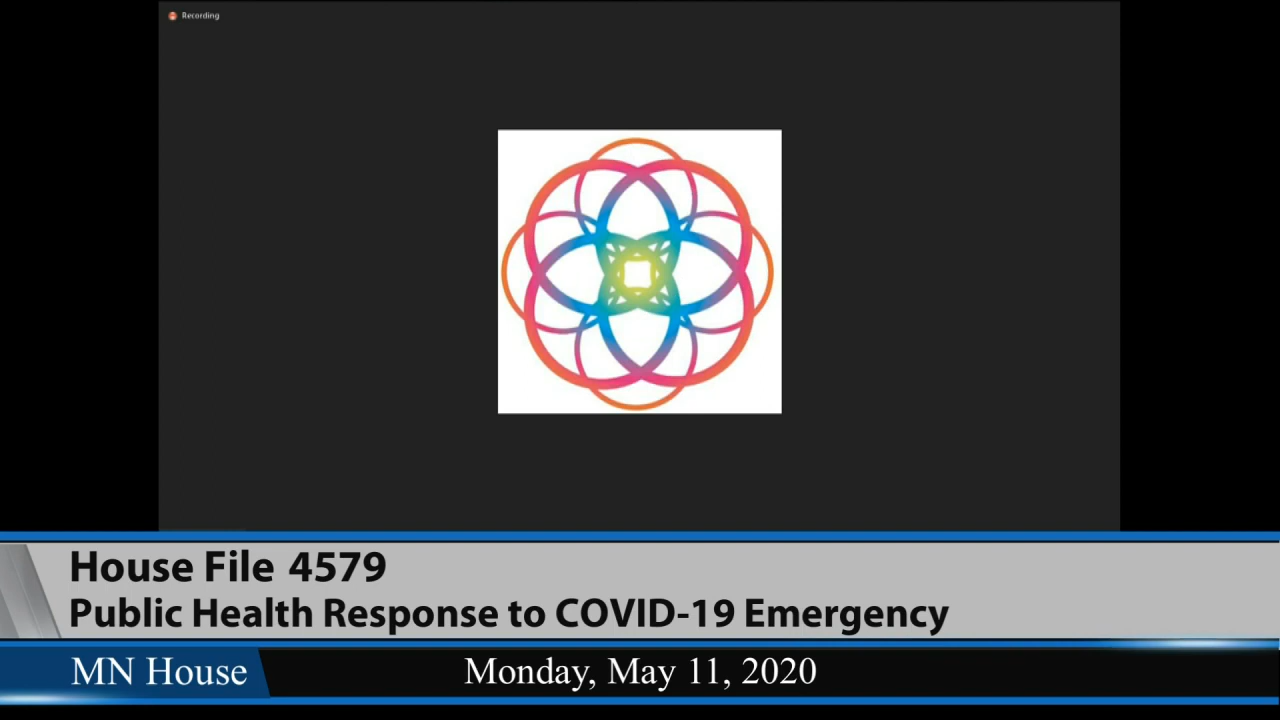 Recording
House File 4579
Public Health Response to COVID-19 Emergency
MN House
Monday, May 11, 2020